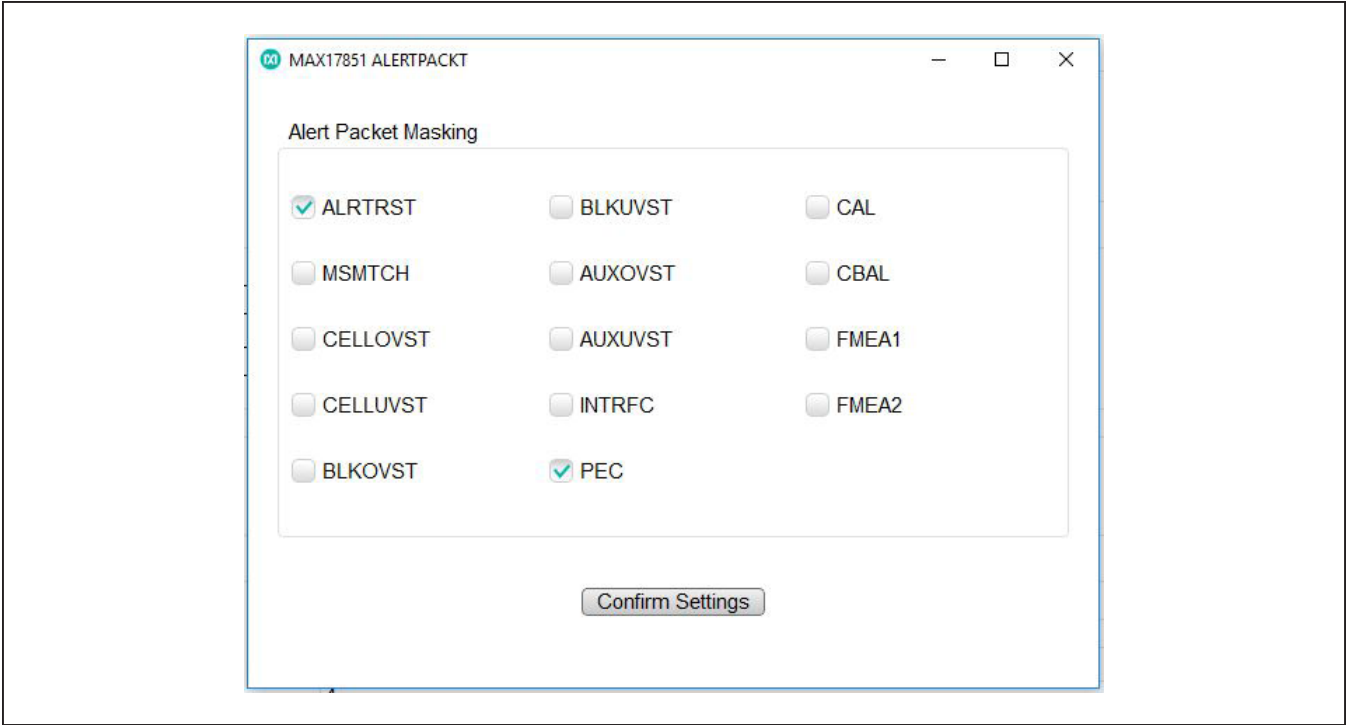 MAX17851 ALERTPACKT
Alert Packet Masking
ALRTRST BLKUVST CAL
MSMTCH AUXOVST CBAL
CELLOVST AUXUVST FMEA1
CELLUVST INTRFC FMEA2
BLKOVST PEC
Confirm Settings